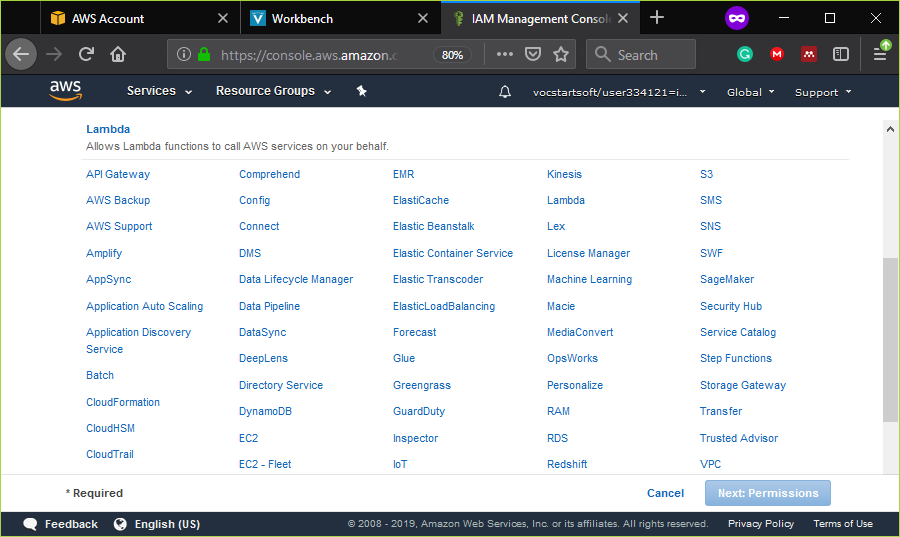 AWS Account
Workbench
IAM Management Consol
https://console.aws.amazon.c
80%
Search
aws
Services
Resource Groups
vocstartsoft/user334121=i...
Global
Support
Lambda
Allows Lambda functions to call AWS services on your behalf.
API Gateway Comprehend EMR Kinesis S3
AWS Backup Config ElastiCache Lambda SMS
AWS Support Connect Elastic Beanstalk Lex SNS
Amplify DMS Elastic Container Service License Manager SWF
AppSync Data Lifecycle Manager Elastic Transcoder Machine Learning SageMaker
Application Auto Scaling Data Pipeline ElasticLoadBalancing Macie Security Hub
Application Discovery DataSync Forecast MediaConvert Service Catalog
Service
DeepLens Glue OpsWorks Step Functions
Batch Directory Service Greengrass Personalize Storage Gateway
CloudFormation DynamoDB GuardDuty RAM Transfer
CloudHSM EC2 Inspector RDS Trusted Advisor
CloudTrail EC2 - Fleet IoT Redshift VPC
* Required
Cancel
Next: Permissions
Feedback
English (US)
© 2008 - 2019, Amazon Web Services, Inc. or its affiliates. All rights reserved.
Privacy Policy
Terms of Use